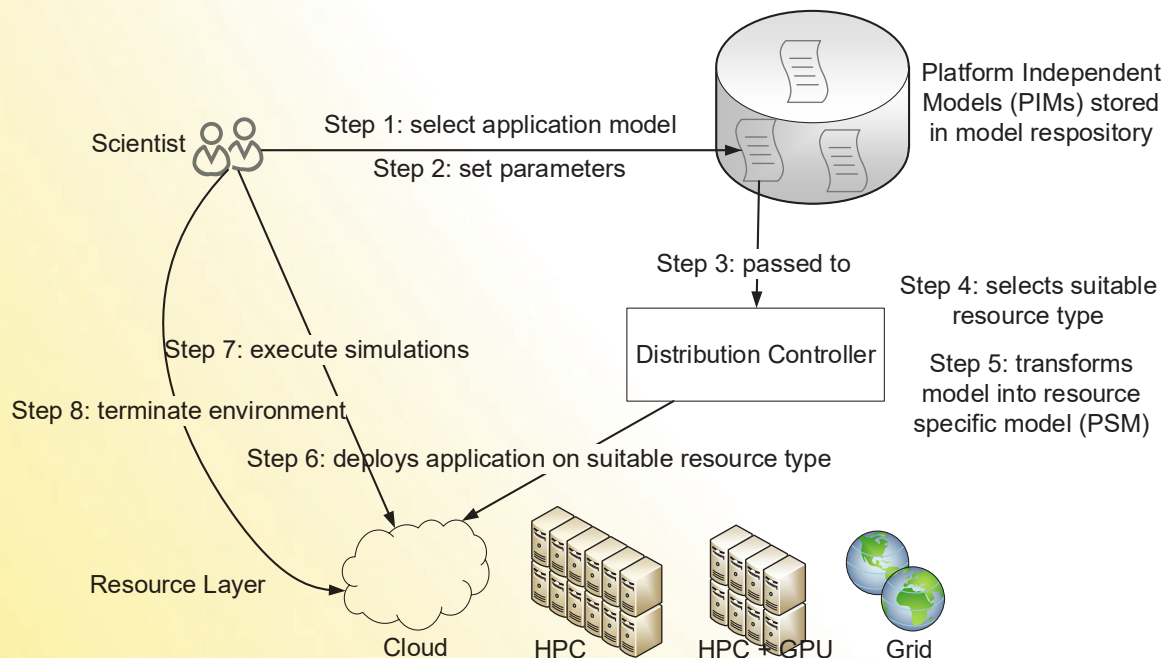 Platform Independent
Models (PIMs) stored
in model respository
Scientist
Step 1: select application model
Step 2: set parameters
Step 3: passed to
Step 4: selects suitable
resource type
Distribution Controller
Step 5: transforms
model into resource
specific model (PSM)
Step 7: execute simulations
Step 8: terminate environment
Step 6: deploys application on suitable resource type
Resource Layer
Cloud
HPC
HPC + GPU
Grid